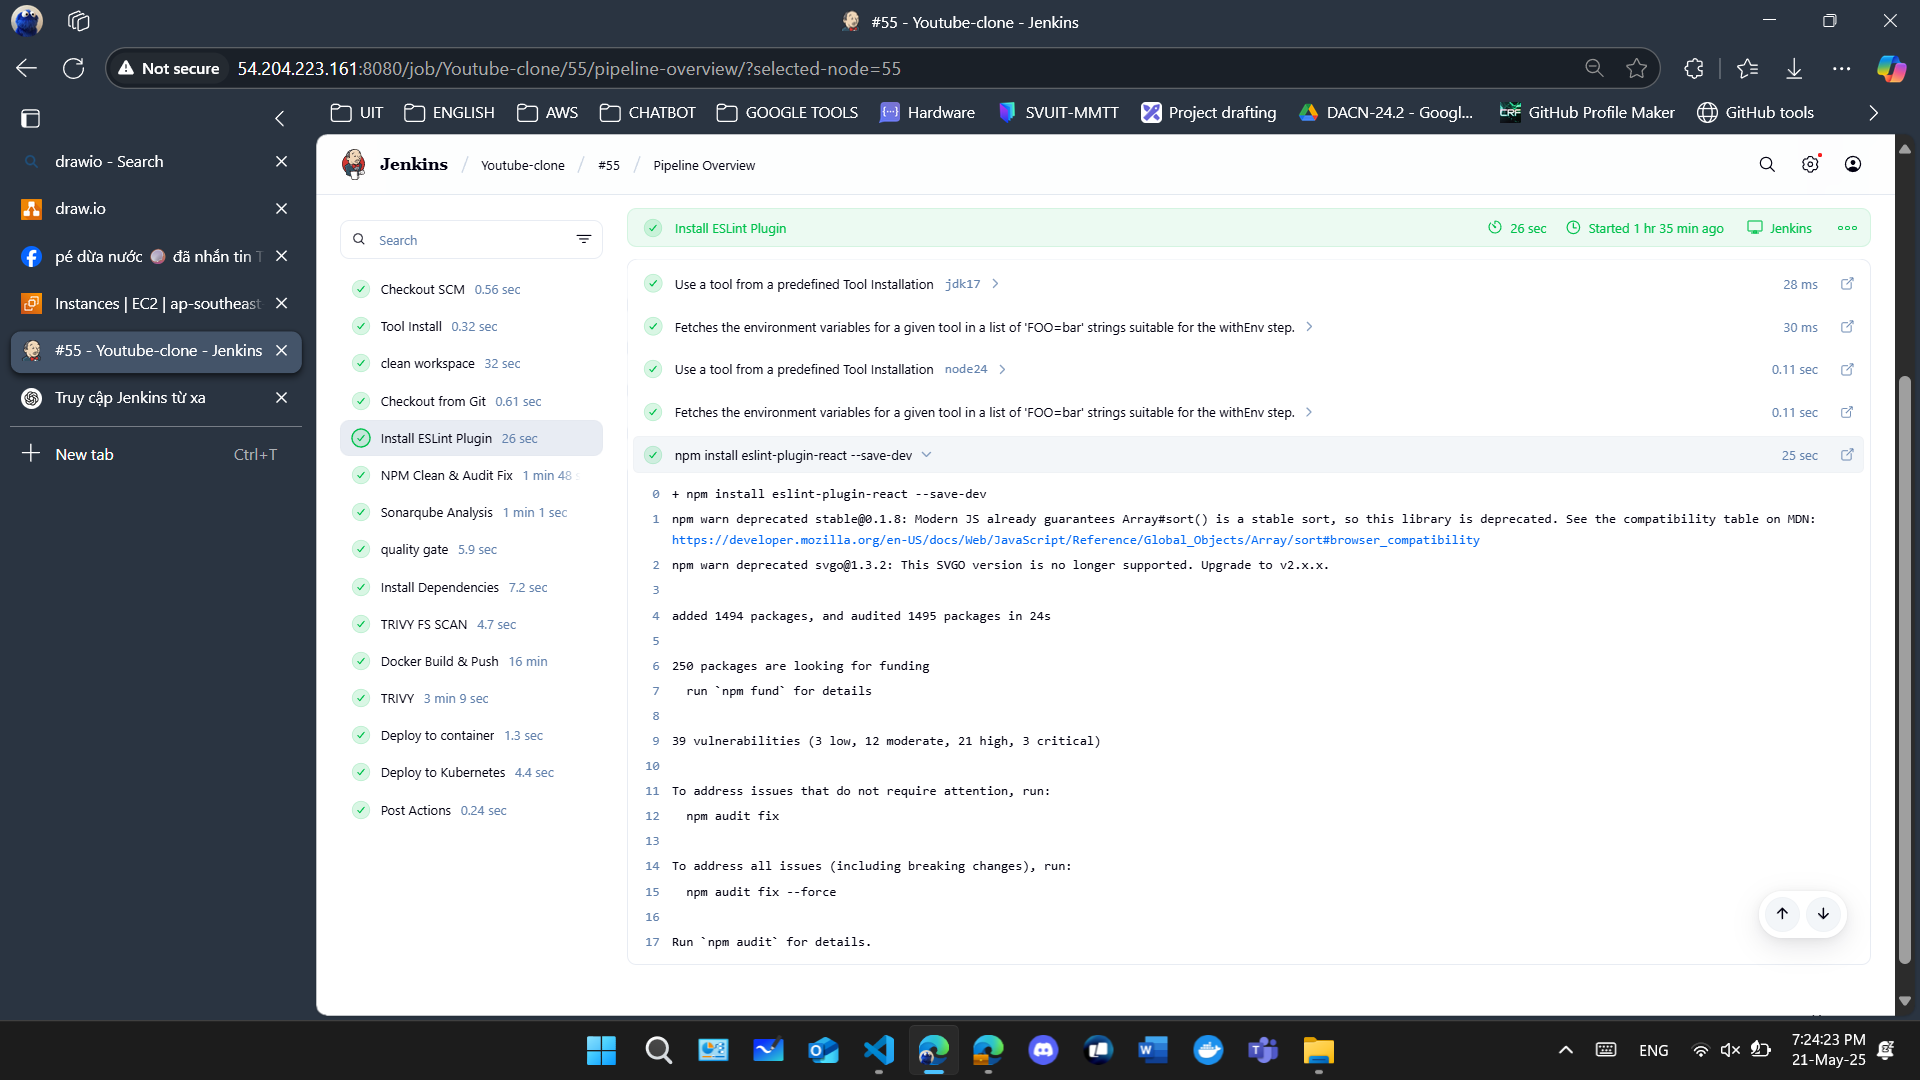 #55 - Youtube-clone - Jenkins
Not secure
54.204.223.161:8080/job/Youtube-clone/55/pipeline-overview/?selected-node=55
UIT
ENGLISH
AWS
CHATBOT
GOOGLE TOOLS
Hardware
SVUIT-MMTT
Project drafting
DACN-24.2 - Googl...
GitHub Profile Maker
GitHub tools
drawio - Search
draw.io
pé dừa nước đã nhắn tin T
Instances | EC2 | ap-southeast
#55 - Youtube-clone - Jenkins
Truy cập Jenkins từ xa
New tab Ctrl+T
Jenkins / Youtube-clone / #55 / Pipeline Overview
Search
Checkout SCM 0.56 sec
Tool Install 0.32 sec
clean workspace 32 sec
Checkout from Git 0.61 sec
Install ESLint Plugin 26 sec
NPM Clean & Audit Fix 1 min 48 s
Sonarqube Analysis 1 min 1 sec
quality gate 5.9 sec
Install Dependencies 7.2 sec
TRIVY FS SCAN 4.7 sec
Docker Build & Push 16 min
TRIVY 3 min 9 sec
Deploy to container 1.3 sec
Deploy to Kubernetes 4.4 sec
Post Actions 0.24 sec
Install ESLint Plugin 26 sec Started 1 hr 35 min ago Jenkins
Use a tool from a predefined Tool Installation jdk17 28 ms
Fetches the environment variables for a given tool in a list of 'FOO=bar' strings suitable for the withEnv step. 30 ms
Use a tool from a predefined Tool Installation node24 0.11 sec
Fetches the environment variables for a given tool in a list of 'FOO=bar' strings suitable for the withEnv step. 0.11 sec
npm install eslint-plugin-react --save-dev 25 sec
0 + npm install eslint-plugin-react --save-dev
1 npm warn deprecated stable@0.1.8: Modern JS already guarantees Array#sort() is a stable sort, so this library is deprecated. See the compatibility table on MDN:
https://developer.mozilla.org/en-US/docs/Web/JavaScript/Reference/Global_Objects/Array/sort#browser_compatibility
2 npm warn deprecated svgo@1.3.2: This SVGO version is no longer supported. Upgrade to v2.x.x.
3
4 added 1494 packages, and audited 1495 packages in 24s
5
6 250 packages are looking for funding
7 run `npm fund` for details
8
9 39 vulnerabilities (3 low, 12 moderate, 21 high, 3 critical)
10
11 To address issues that do not require attention, run:
12 npm audit fix
13
14 To address all issues (including breaking changes), run:
15 npm audit fix --force
16
17 Run `npm audit` for details.
ENG
7:24:23 PM
21-May-25